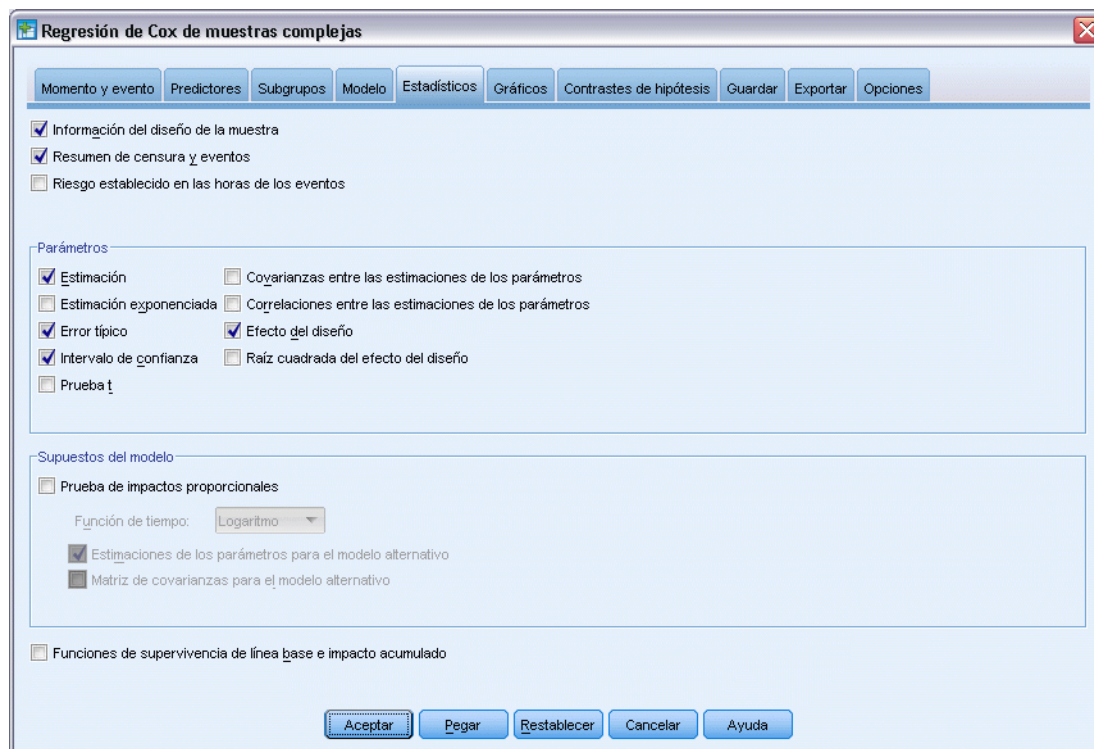 Regresión de Cox de muestras complejas
Momento y evento Predictores Subgrupos Modelo Estadísticos Gráficos Contrastes de hipótesis Guardar Exportar Opciones
Información del diseño de la muestra
Resumen de censura y eventos
Riesgo establecido en las horas de los eventos
Parámetros
Estimación Covarianzas entre las estimaciones de los parámetros
Estimación exponenciada Correlaciones entre las estimaciones de los parámetros
Error típico Efecto del diseño
Intervalo de confianza Raíz cuadrada del efecto del diseño
Prueba t
Supuestos del modelo
Prueba de impactos proporcionales
Función de tiempo: Logaritmo
Estimaciones de los parámetros para el modelo alternativo
Matriz de covarianzas para el modelo alternativo
Funciones de supervivencia de línea base e impacto acumulado
Aceptar Pegar Restablecer Cancelar Ayuda